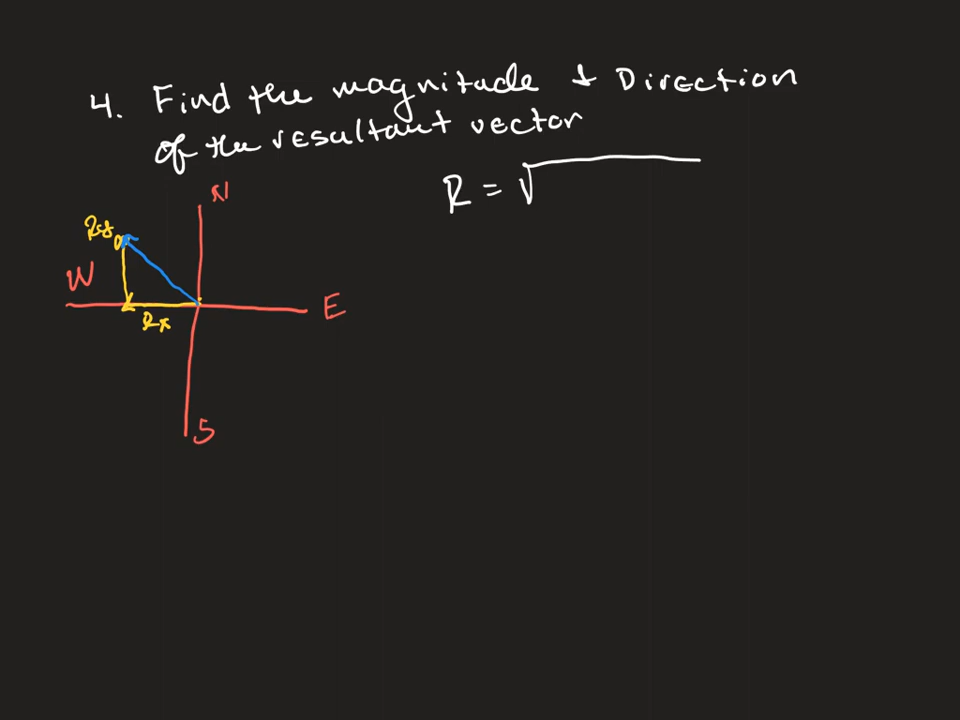 4. Find the magnitude & Direction
of the resultant vector
R = √
N
Ry
W
E
Rx
S